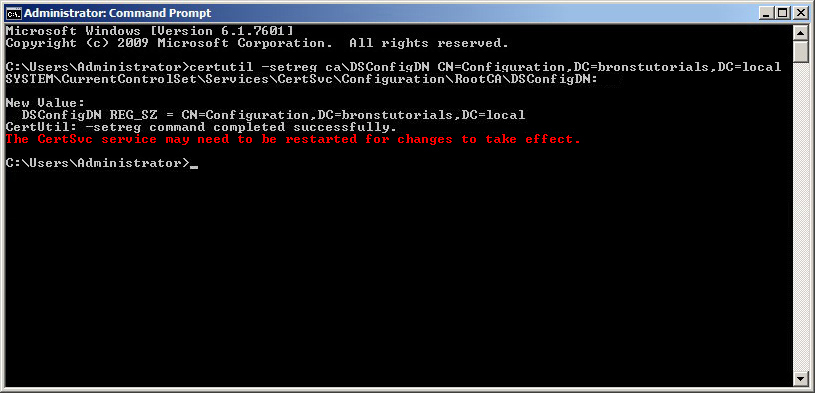 Administrator: Command Prompt
Microsoft Windows [Version 6.1.7601]
Copyright (c) 2009 Microsoft Corporation.  All rights reserved.
C:\Users\Administrator>certutil -setreg ca\DSConfigDN CN=Configuration,DC=bronstutorials,DC=local
SYSTEM\CurrentControlSet\Services\CertSvc\Configuration\RootCA\DSConfigDN:
New Value:
  DSConfigDN REG_SZ = CN=Configuration,DC=bronstutorials,DC=local
CertUtil: -setreg command completed successfully.
The CertSvc service may need to be restarted for changes to take effect.
C:\Users\Administrator>_